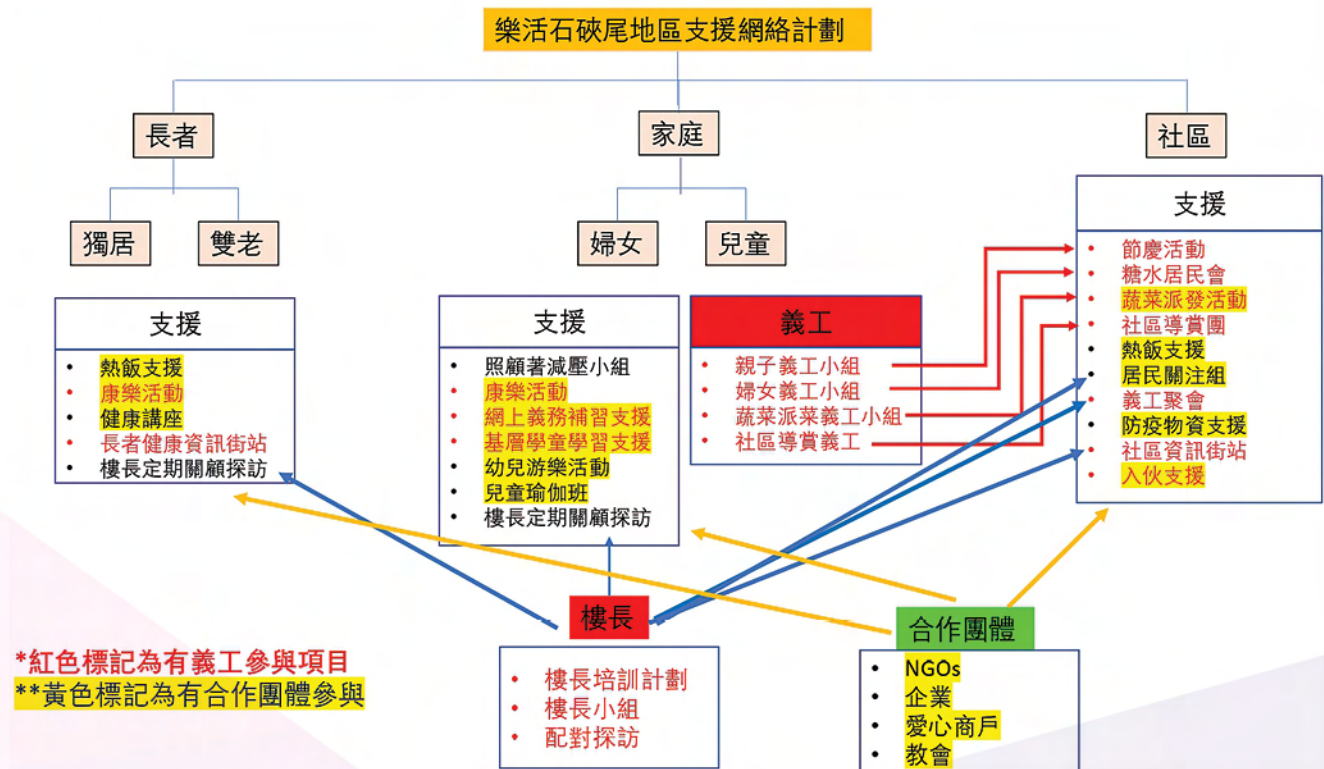 樂活石硤尾地區支援網絡計劃
長者
家庭
社區
獨居
雙老
婦女
兒童
支援
• 熱飯支援
• 康樂活動
• 健康講座
• 長者健康資訊街站
• 樓長定期關顧探訪
支援
• 照顧著減壓小組
• 康樂活動
• 網上義務補習支援
• 基層學童學習支援
• 幼兒游樂活動
• 兒童瑜伽班
• 樓長定期關顧探訪
義工
• 親子義工小組
• 婦女義工小組
• 蔬菜派菜義工小組
• 社區導賞義工
支援
• 節慶活動
• 糖水居民會
• 蔬菜派發活動
• 社區導賞團
• 熱飯支援
• 居民關注組
• 義工聚會
• 防疫物資支援
• 社區資訊街站
• 入伙支援
樓長
• 樓長培訓計劃
• 樓長小組
• 配對探訪
合作團體
• NGOs
• 企業
• 愛心商戶
• 教會
*紅色標記為有義工參與項目
**黃色標記為有合作團體參與